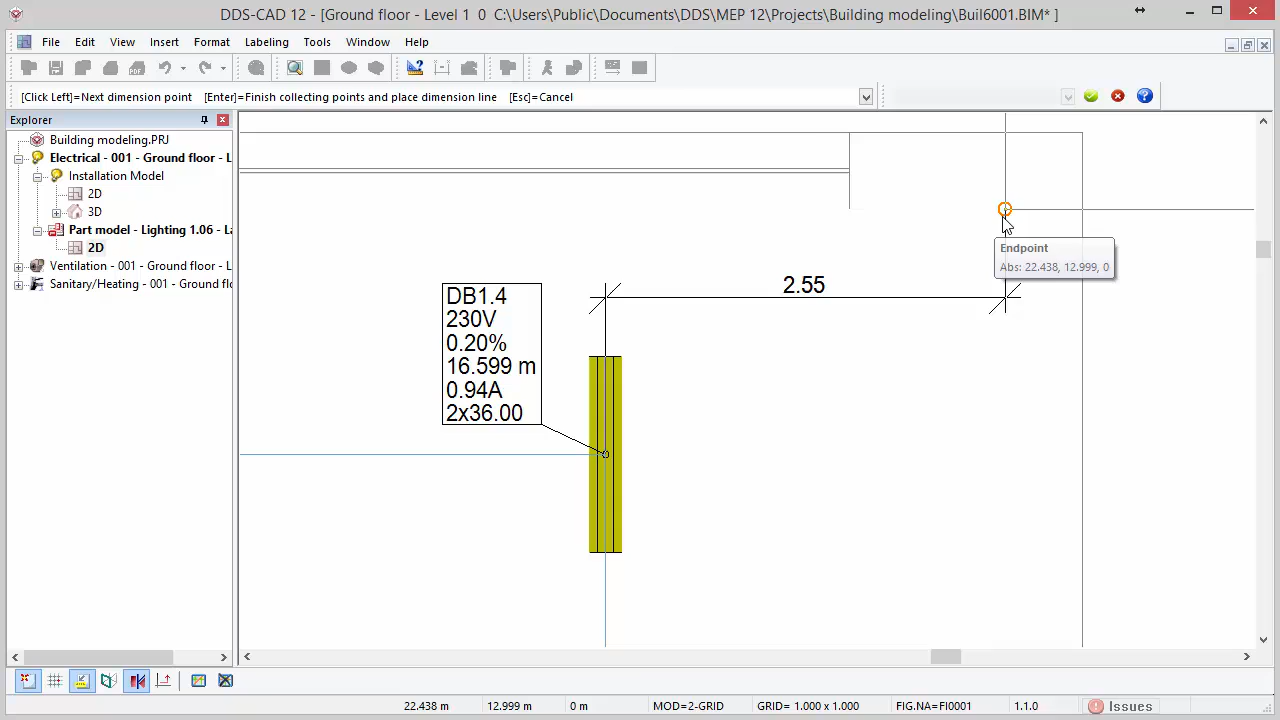 DDS-CAD 12 - [Ground floor - Level 1  0  C:\Users\Public\Documents\DDS\MEP 12\Projects\Building modeling\Buil6001.BIM* ]
File Edit View Insert Format Labeling Tools Window Help
PDF
[Click Left]=Next dimension point [Enter]=Finish collecting points and place dimension line [Esc]=Cancel
Explorer
Building modeling.PRJ
Electrical - 001 - Ground floor - L
Installation Model
2D
3D
Part model - Lighting 1.06 - La
2D
Ventilation - 001 - Ground floor - L
Sanitary/Heating - 001 - Ground flo
Endpoint
Abs: 22.438, 12.999, 0
2.55
DB1.4
230V
0.20%
16.599 m
0.94A
2x36.00
22.438 m 12.999 m 0 m MOD=2-GRID GRID= 1.000 x 1.000 FIG.NA=FI0001 1.1.0 Issues